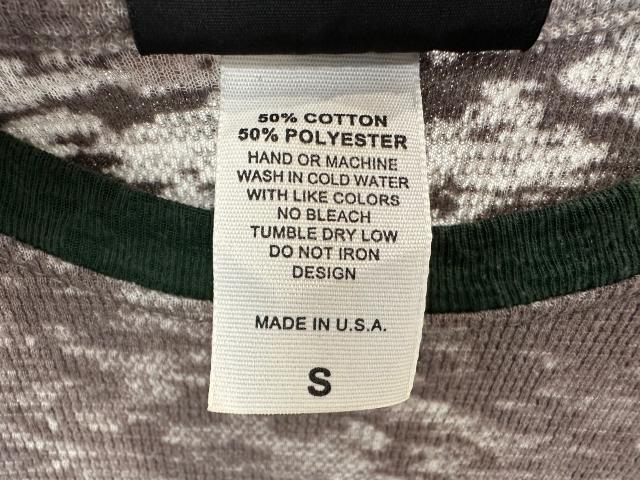 50% COTTON
50% POLYESTER
HAND OR MACHINE
WASH IN COLD WATER
WITH LIKE COLORS
NO BLEACH
TUMBLE DRY LOW
DO NOT IRON
DESIGN
MADE IN U.S.A.
S